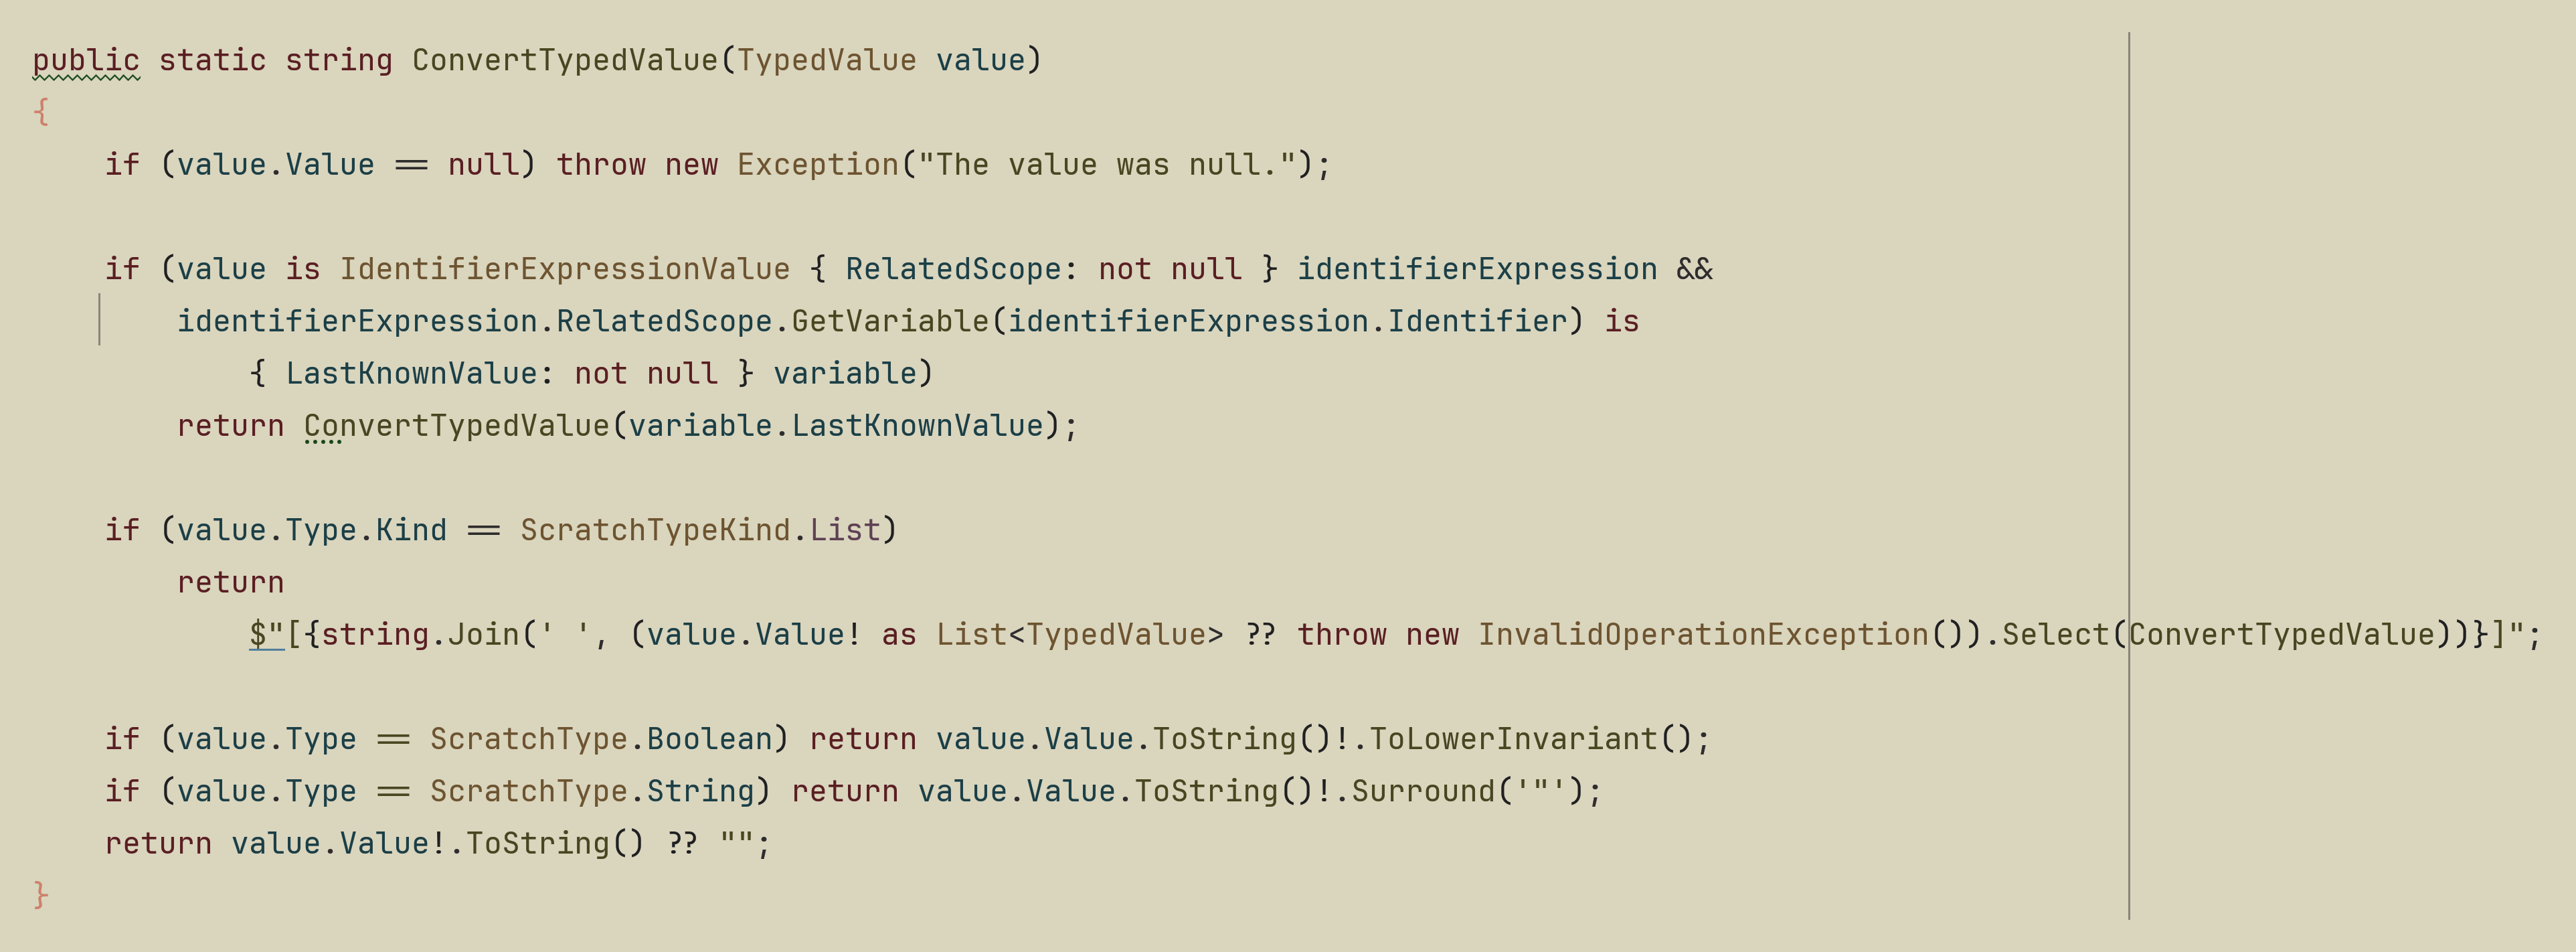 public static string ConvertTypedValue(TypedValue value)
{
    if (value.Value == null) throw new Exception("The value was null.");

    if (value is IdentifierExpressionValue { RelatedScope: not null } identifierExpression &&
        identifierExpression.RelatedScope.GetVariable(identifierExpression.Identifier) is
            { LastKnownValue: not null } variable)
        return ConvertTypedValue(variable.LastKnownValue);

    if (value.Type.Kind == ScratchTypeKind.List)
        return
            $"[{string.Join(' ', (value.Value! as List<TypedValue> ?? throw new InvalidOperationException()).Select(ConvertTypedValue))}]";

    if (value.Type == ScratchType.Boolean) return value.Value.ToString()!.ToLowerInvariant();
    if (value.Type == ScratchType.String) return value.Value.ToString()!.Surround('"');
    return value.Value!.ToString() ?? "";
}